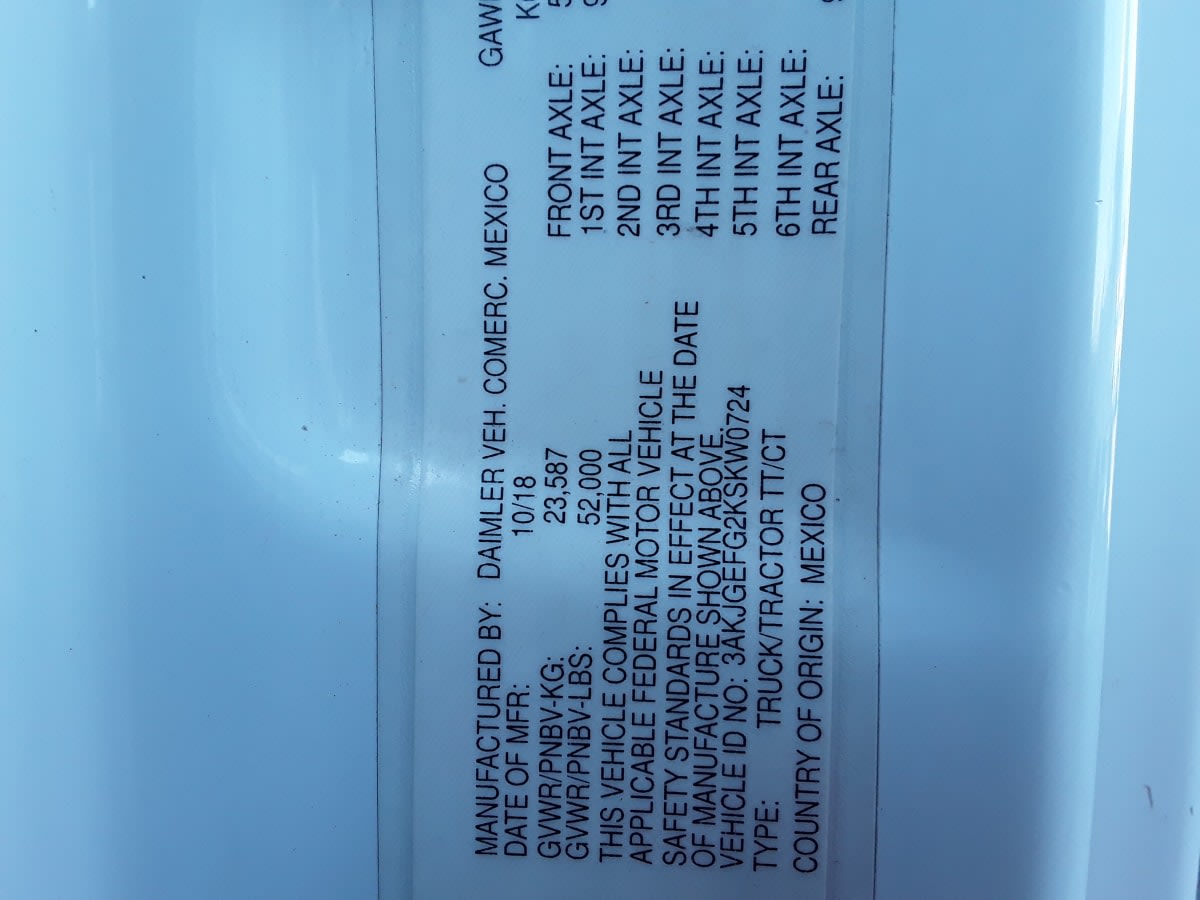 MANUFACTURED BY: DAIMLER VEH. COMERC. MEXICO
DATE OF MFR: 10/18
GVWR/PNBV-KG: 23,587
GVWR/PNBV-LBS: 52,000
THIS VEHICLE COMPLIES WITH ALL
APPLICABLE FEDERAL MOTOR VEHICLE
SAFETY STANDARDS IN EFFECT AT THE DATE
OF MANUFACTURE SHOWN ABOVE.
VEHICLE ID NO: 3AKJGEFG2KSKW0724
TYPE: TRUCK/TRACTOR TT/CT
COUNTRY OF ORIGIN: MEXICO
FRONT AXLE:
1ST INT AXLE:
2ND INT AXLE:
3RD INT AXLE:
4TH INT AXLE:
5TH INT AXLE:
6TH INT AXLE:
REAR AXLE: